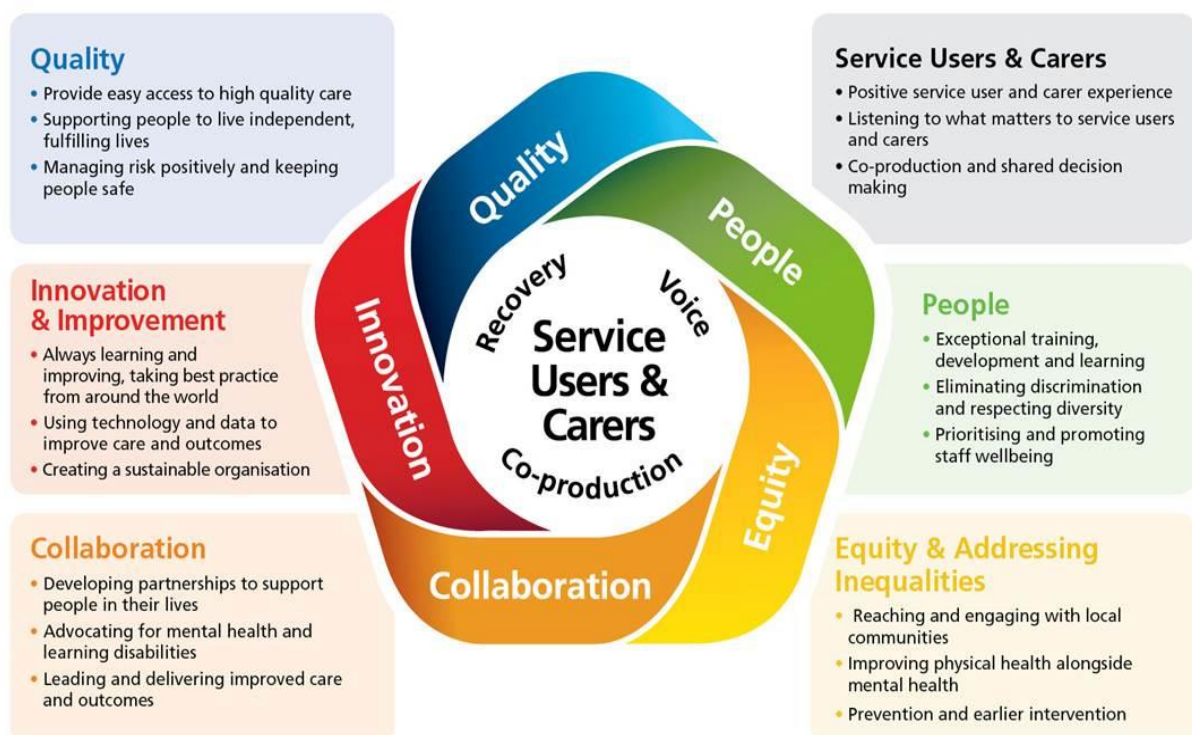 Quality
• Provide easy access to high quality care
• Supporting people to live independent,
fulfilling lives
• Managing risk positively and keeping
people safe
Innovation
& Improvement
• Always learning and
improving, taking best practice
from around the world
• Using technology and data to
improve care and outcomes
• Creating a sustainable organisation
Collaboration
• Developing partnerships to support
people in their lives
• Advocating for mental health and
learning disabilities
• Leading and delivering improved care
and outcomes
Quality
People
Innovation
Equity
Collaboration
Recovery
Voice
Service
Users &
Carers
Co-production
Service Users & Carers
• Positive service user and carer experience
• Listening to what matters to service users
and carers
• Co-production and shared decision
making
People
• Exceptional training,
development and learning
• Eliminating discrimination
and respecting diversity
• Prioritising and promoting
staff wellbeing
Equity & Addressing
Inequalities
• Reaching and engaging with local
communities
• Improving physical health alongside
mental health
• Prevention and earlier intervention